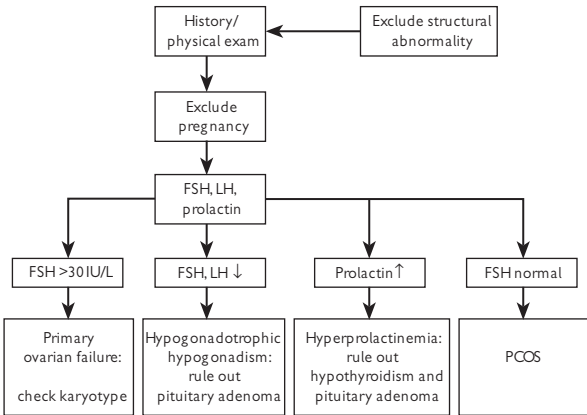 History/
physical exam
Exclude structural
abnormality
Exclude
pregnancy
FSH, LH,
prolactin
FSH >30 IU/L
FSH, LH ↓
Prolactin ↑
FSH normal
Primary
ovarian failure:
check karyotype
Hypogonadotrophic
hypogonadism:
rule out
pituitary adenoma
Hyperprolactinemia:
rule out
hypothyroidism and
pituitary adenoma
PCOS